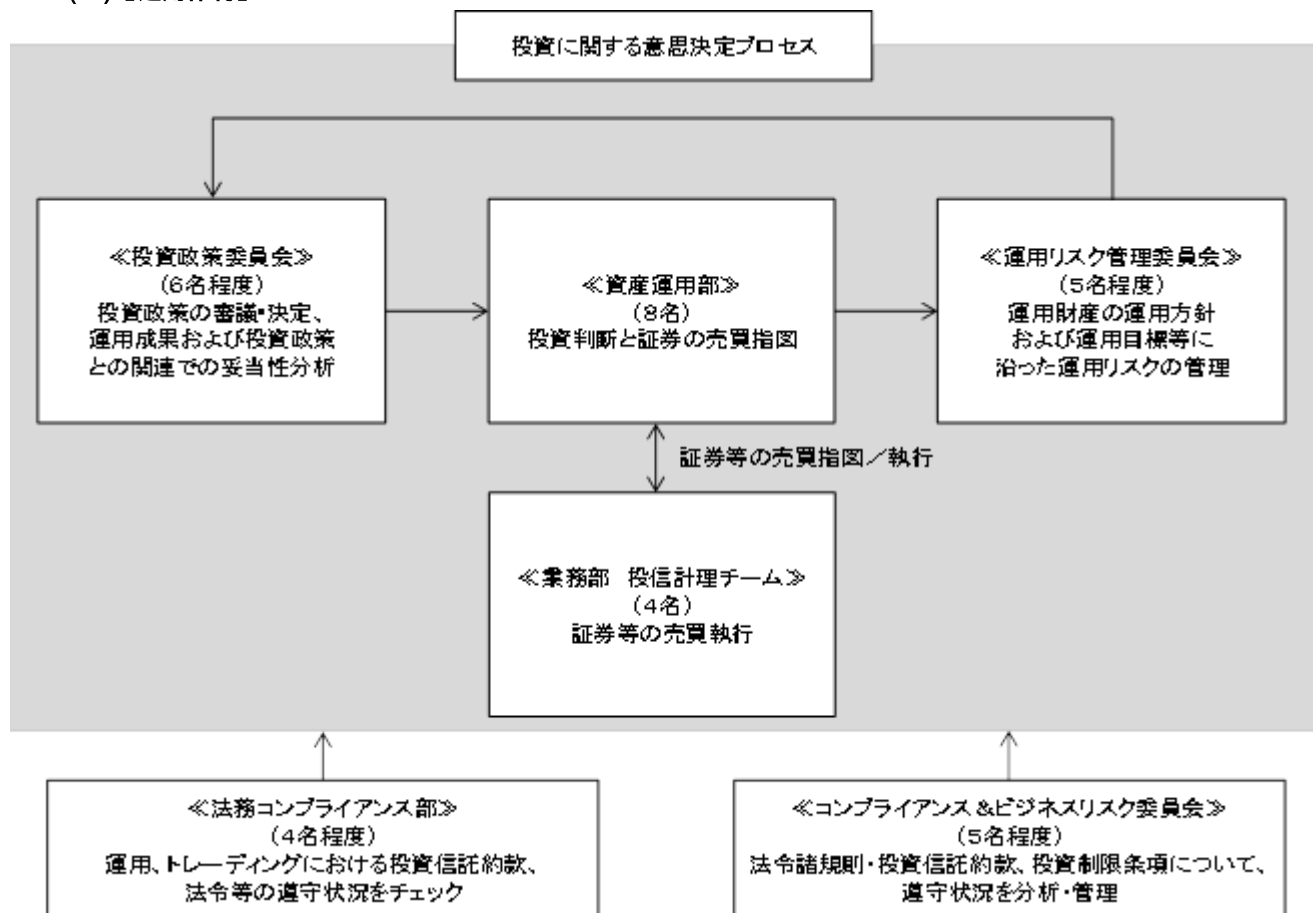 投資に関する意思決定プロセス
≪投資政策委員会≫
(6名程度)
投資政策の審議・決定、
運用成果および投資政策
との関連での妥当性分析
≪資産運用部≫
(8名)
投資判断と証券の売買指図
≪運用リスク管理委員会≫
(5名程度)
運用財産の運用方針
および運用目標等に
沿った運用リスクの管理
証券等の売買指図／執行
≪業務部　投信計理チーム≫
(4名)
証券等の売買執行
≪法務コンプライアンス部≫
(4名程度)
運用、トレーディングにおける投資信託約款、
法令等の遵守状況をチェック
≪コンプライアンス＆ビジネスリスク委員会≫
(5名程度)
法令諸規則・投資信託約款、投資制限条項について、
遵守状況を分析・管理